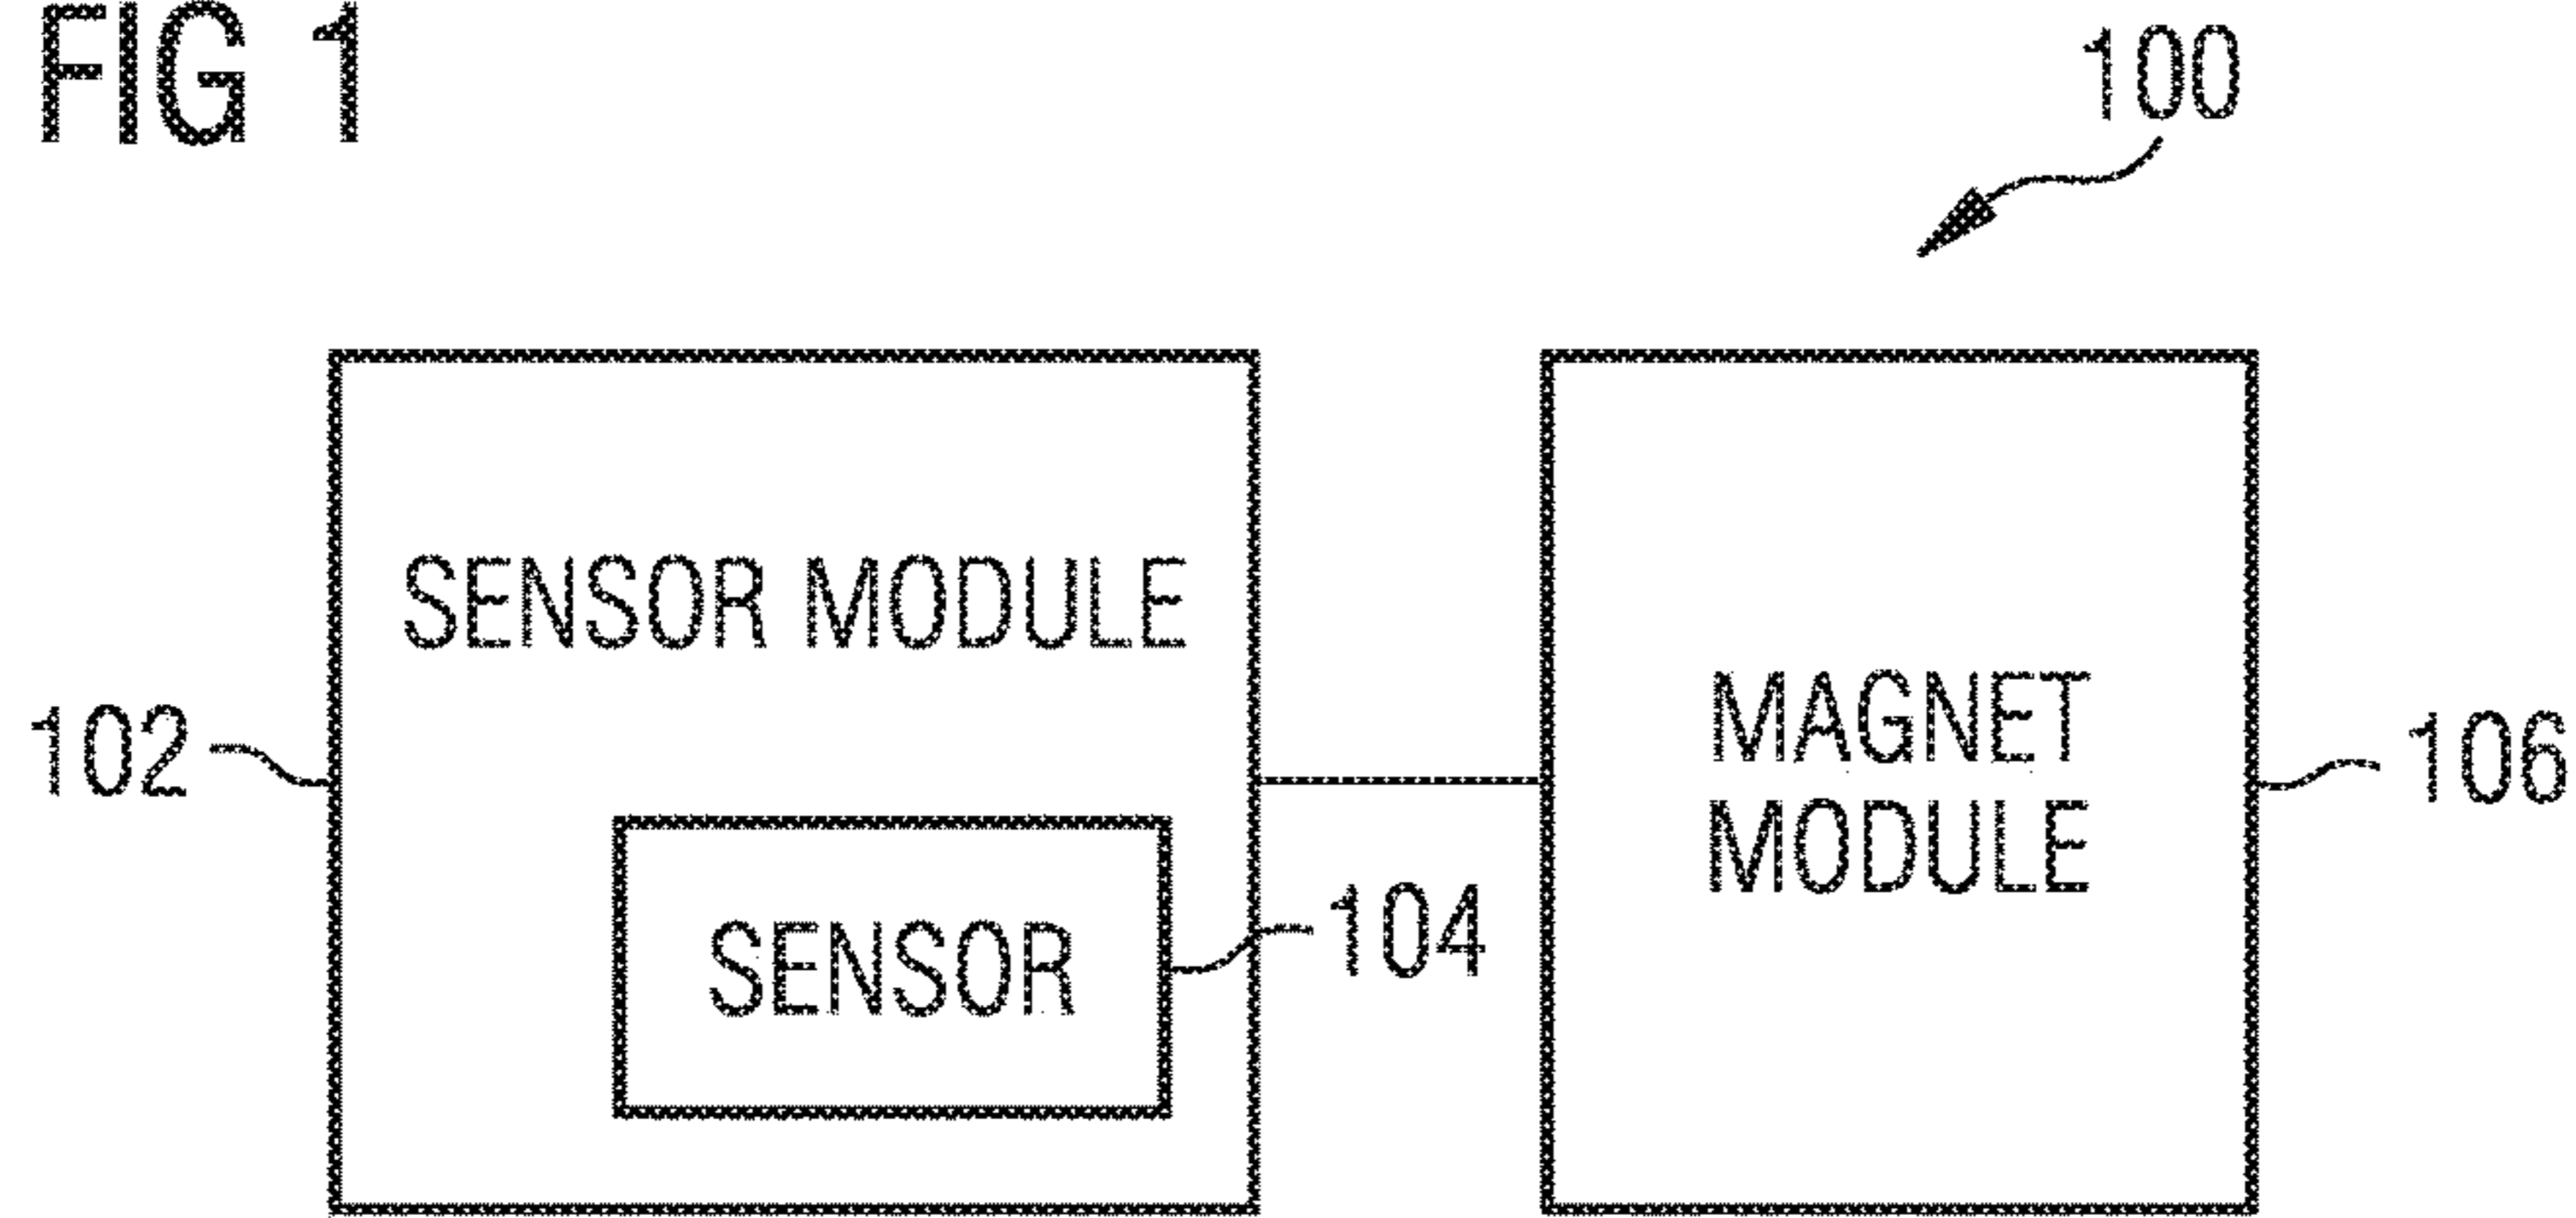 FIG 1
100
SENSOR MODULE
102
MAGNET
MODULE
106
SENSOR
104